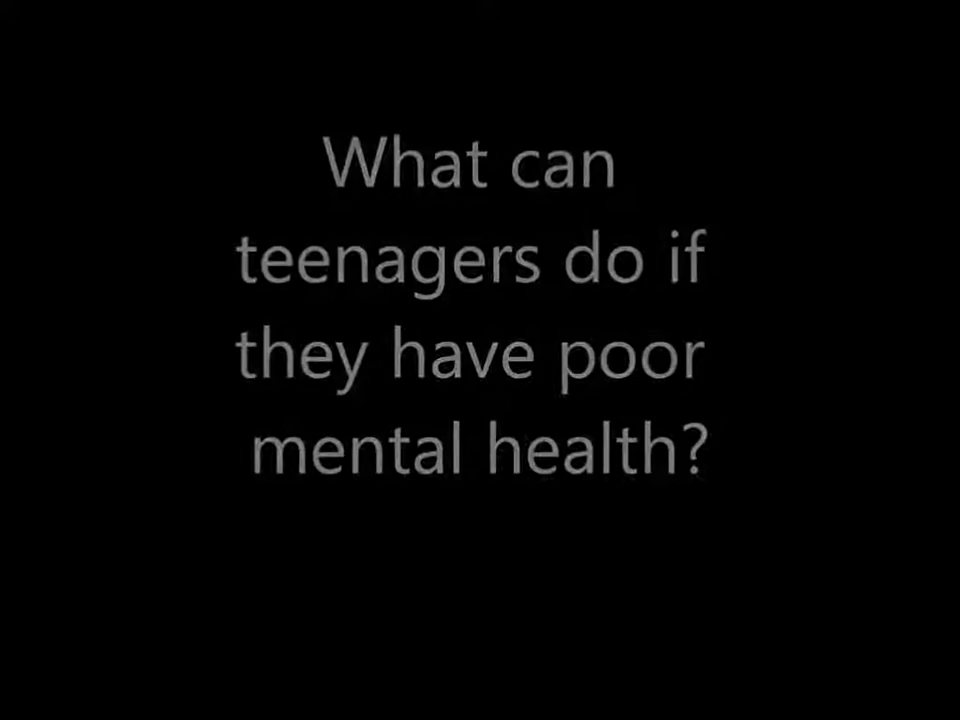 What can
teenagers do if
they have poor
mental health?